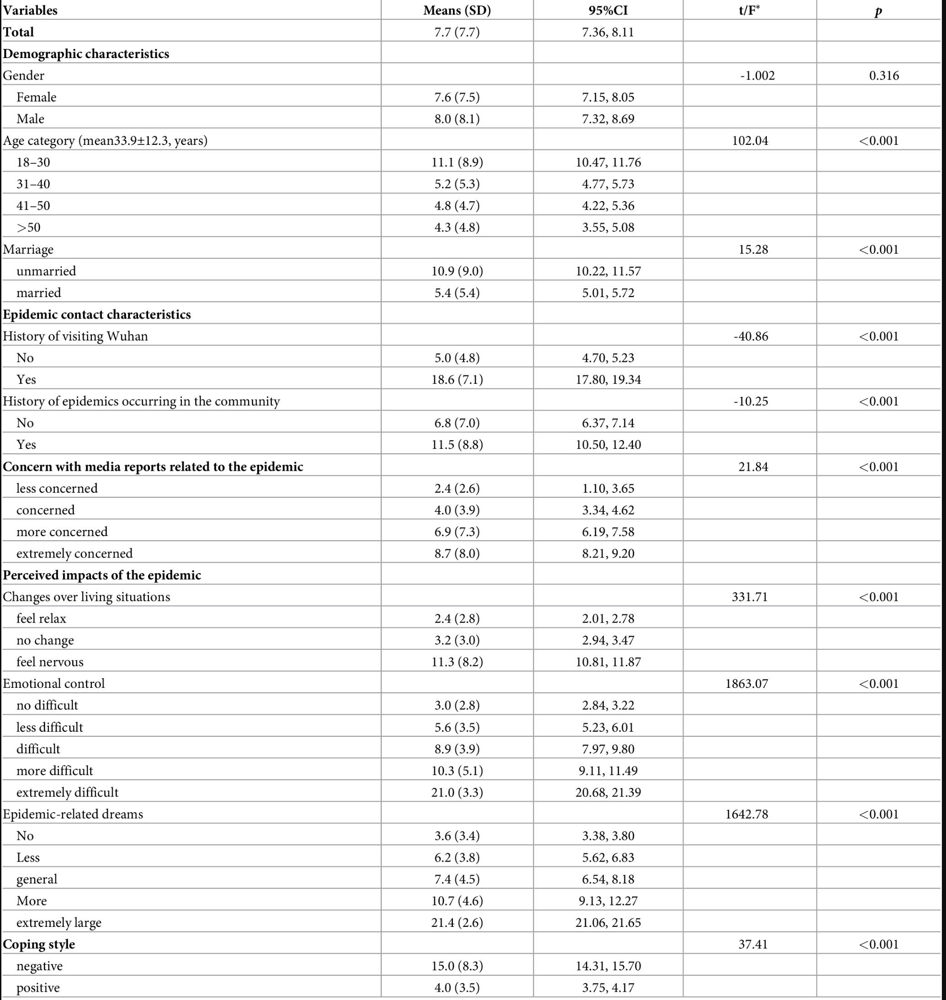 Variables Means (SD) 95%CI t/F* p
Total 7.7 (7.7) 7.36, 8.11
Demographic characteristics
Gender -1.002 0.316
Female 7.6 (7.5) 7.15, 8.05
Male 8.0 (8.1) 7.32, 8.69
Age category (mean33.9±12.3, years) 102.04 <0.001
18–30 11.1 (8.9) 10.47, 11.76
31–40 5.2 (5.3) 4.77, 5.73
41–50 4.8 (4.7) 4.22, 5.36
>50 4.3 (4.8) 3.55, 5.08
Marriage 15.28 <0.001
unmarried 10.9 (9.0) 10.22, 11.57
married 5.4 (5.4) 5.01, 5.72
Epidemic contact characteristics
History of visiting Wuhan -40.86 <0.001
No 5.0 (4.8) 4.70, 5.23
Yes 18.6 (7.1) 17.80, 19.34
History of epidemics occurring in the community -10.25 <0.001
No 6.8 (7.0) 6.37, 7.14
Yes 11.5 (8.8) 10.50, 12.40
Concern with media reports related to the epidemic 21.84 <0.001
less concerned 2.4 (2.6) 1.10, 3.65
concerned 4.0 (3.9) 3.34, 4.62
more concerned 6.9 (7.3) 6.19, 7.58
extremely concerned 8.7 (8.0) 8.21, 9.20
Perceived impacts of the epidemic
Changes over living situations 331.71 <0.001
feel relax 2.4 (2.8) 2.01, 2.78
no change 3.2 (3.0) 2.94, 3.47
feel nervous 11.3 (8.2) 10.81, 11.87
Emotional control 1863.07 <0.001
no difficult 3.0 (2.8) 2.84, 3.22
less difficult 5.6 (3.5) 5.23, 6.01
difficult 8.9 (3.9) 7.97, 9.80
more difficult 10.3 (5.1) 9.11, 11.49
extremely difficult 21.0 (3.3) 20.68, 21.39
Epidemic-related dreams 1642.78 <0.001
No 3.6 (3.4) 3.38, 3.80
Less 6.2 (3.8) 5.62, 6.83
general 7.4 (4.5) 6.54, 8.18
More 10.7 (4.6) 9.13, 12.27
extremely large 21.4 (2.6) 21.06, 21.65
Coping style 37.41 <0.001
negative 15.0 (8.3) 14.31, 15.70
positive 4.0 (3.5) 3.75, 4.17